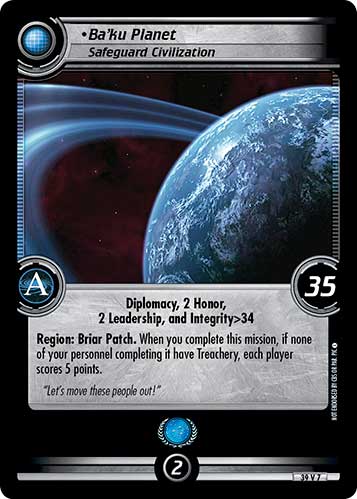 •Ba'ku Planet
Safeguard Civilization
A
35
Diplomacy, 2 Honor,
2 Leadership, and Integrity>34
Region: Briar Patch. When you complete this mission, if none
of your personnel completing it have Treachery, each player
scores 5 points.
"Let's move these people out!"
2
39 V 7